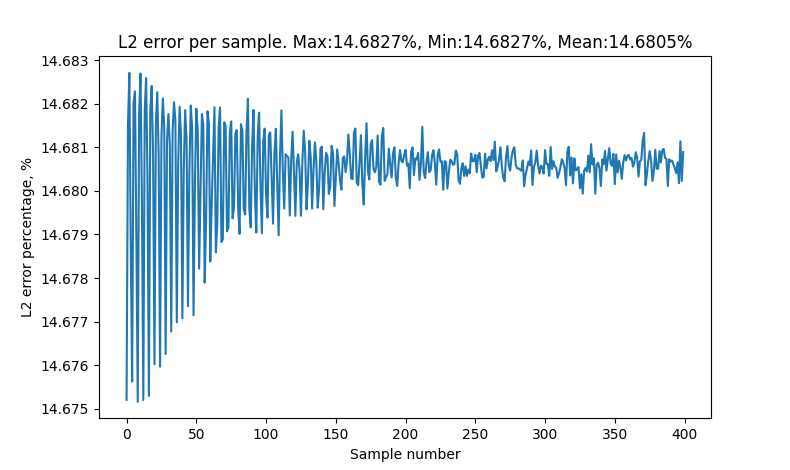 L2 error per sample. Max:14.6827%, Min:14.6827%, Mean:14.6805%
14.683
14.682
14.681
14.680
14.679
14.678
14.677
14.676
14.675
L2 error percentage, %
0 50 100 150 200 250 300 350 400
Sample number